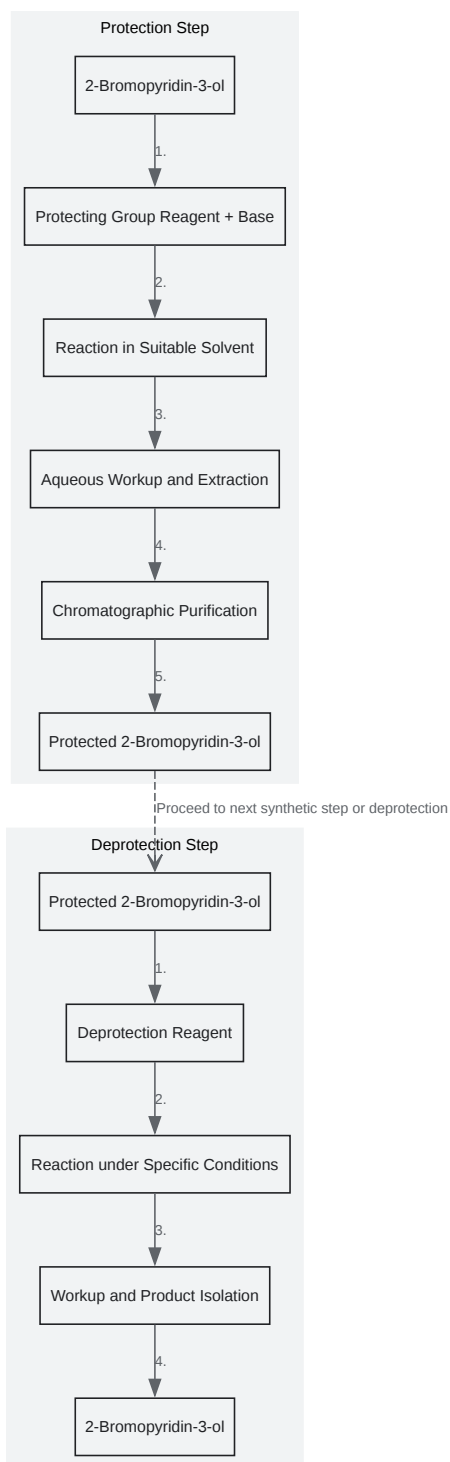 Protection Step
2-Bromopyridin-3-ol
1.
Protecting Group Reagent + Base
2.
Reaction in Suitable Solvent
3.
Aqueous Workup and Extraction
4.
Chromatographic Purification
5.
Protected 2-Bromopyridin-3-ol
Proceed to next synthetic step or deprotection
Deprotection Step
Protected 2-Bromopyridin-3-ol
1.
Deprotection Reagent
2.
Reaction under Specific Conditions
3.
Workup and Product Isolation
4.
2-Bromopyridin-3-ol